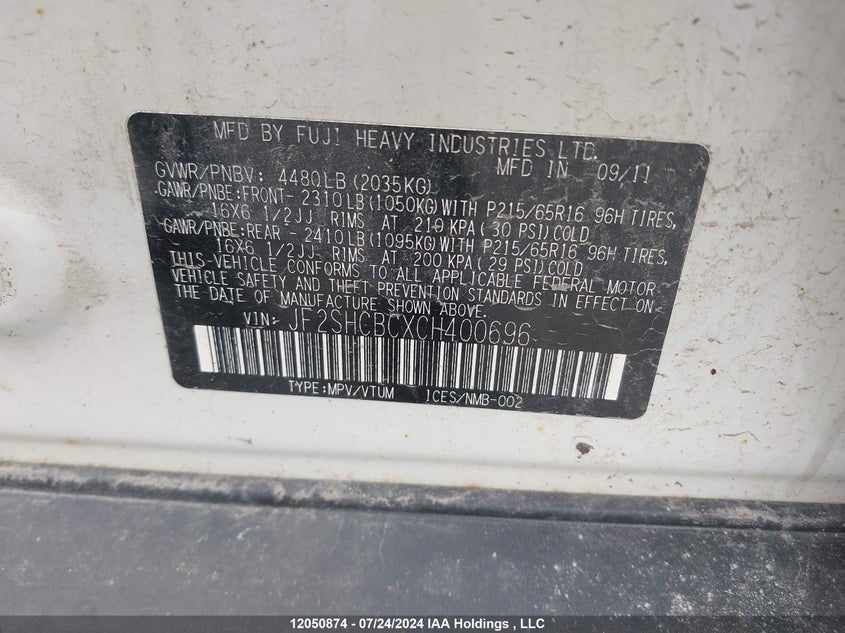 MFD BY FUJI HEAVY INDUSTRIES LTD.
MFD IN 09/11
GVWR/PNBV: 4480LB(2035KG)
GAWR/PNBE:FRONT- 2310LB(1050KG)WITH P215/65R16 96H TIRES,
16X6 1/2JJ RIMS AT 210 KPA(30 PSI)COLD
GAWR/PNBE:REAR - 2410LB(1095KG)WITH P215/65R16 96H TIRES,
16X6 1/2JJ RIMS AT 200 KPA(29 PSI)COLD
THIS VEHICLE CONFORMS TO ALL APPLICABLE FEDERAL MOTOR
VEHICLE SAFETY AND THEFT PREVENTION STANDARDS IN EFFECT ON
THE DATE OF MANUFACTURE SHOWN ABOVE.
VIN: JF2SHCBCXCH400696
TYPE:MPV/VTUM ICES/NMB-002
12050874 - 07/24/2024 IAA Holdings , LLC